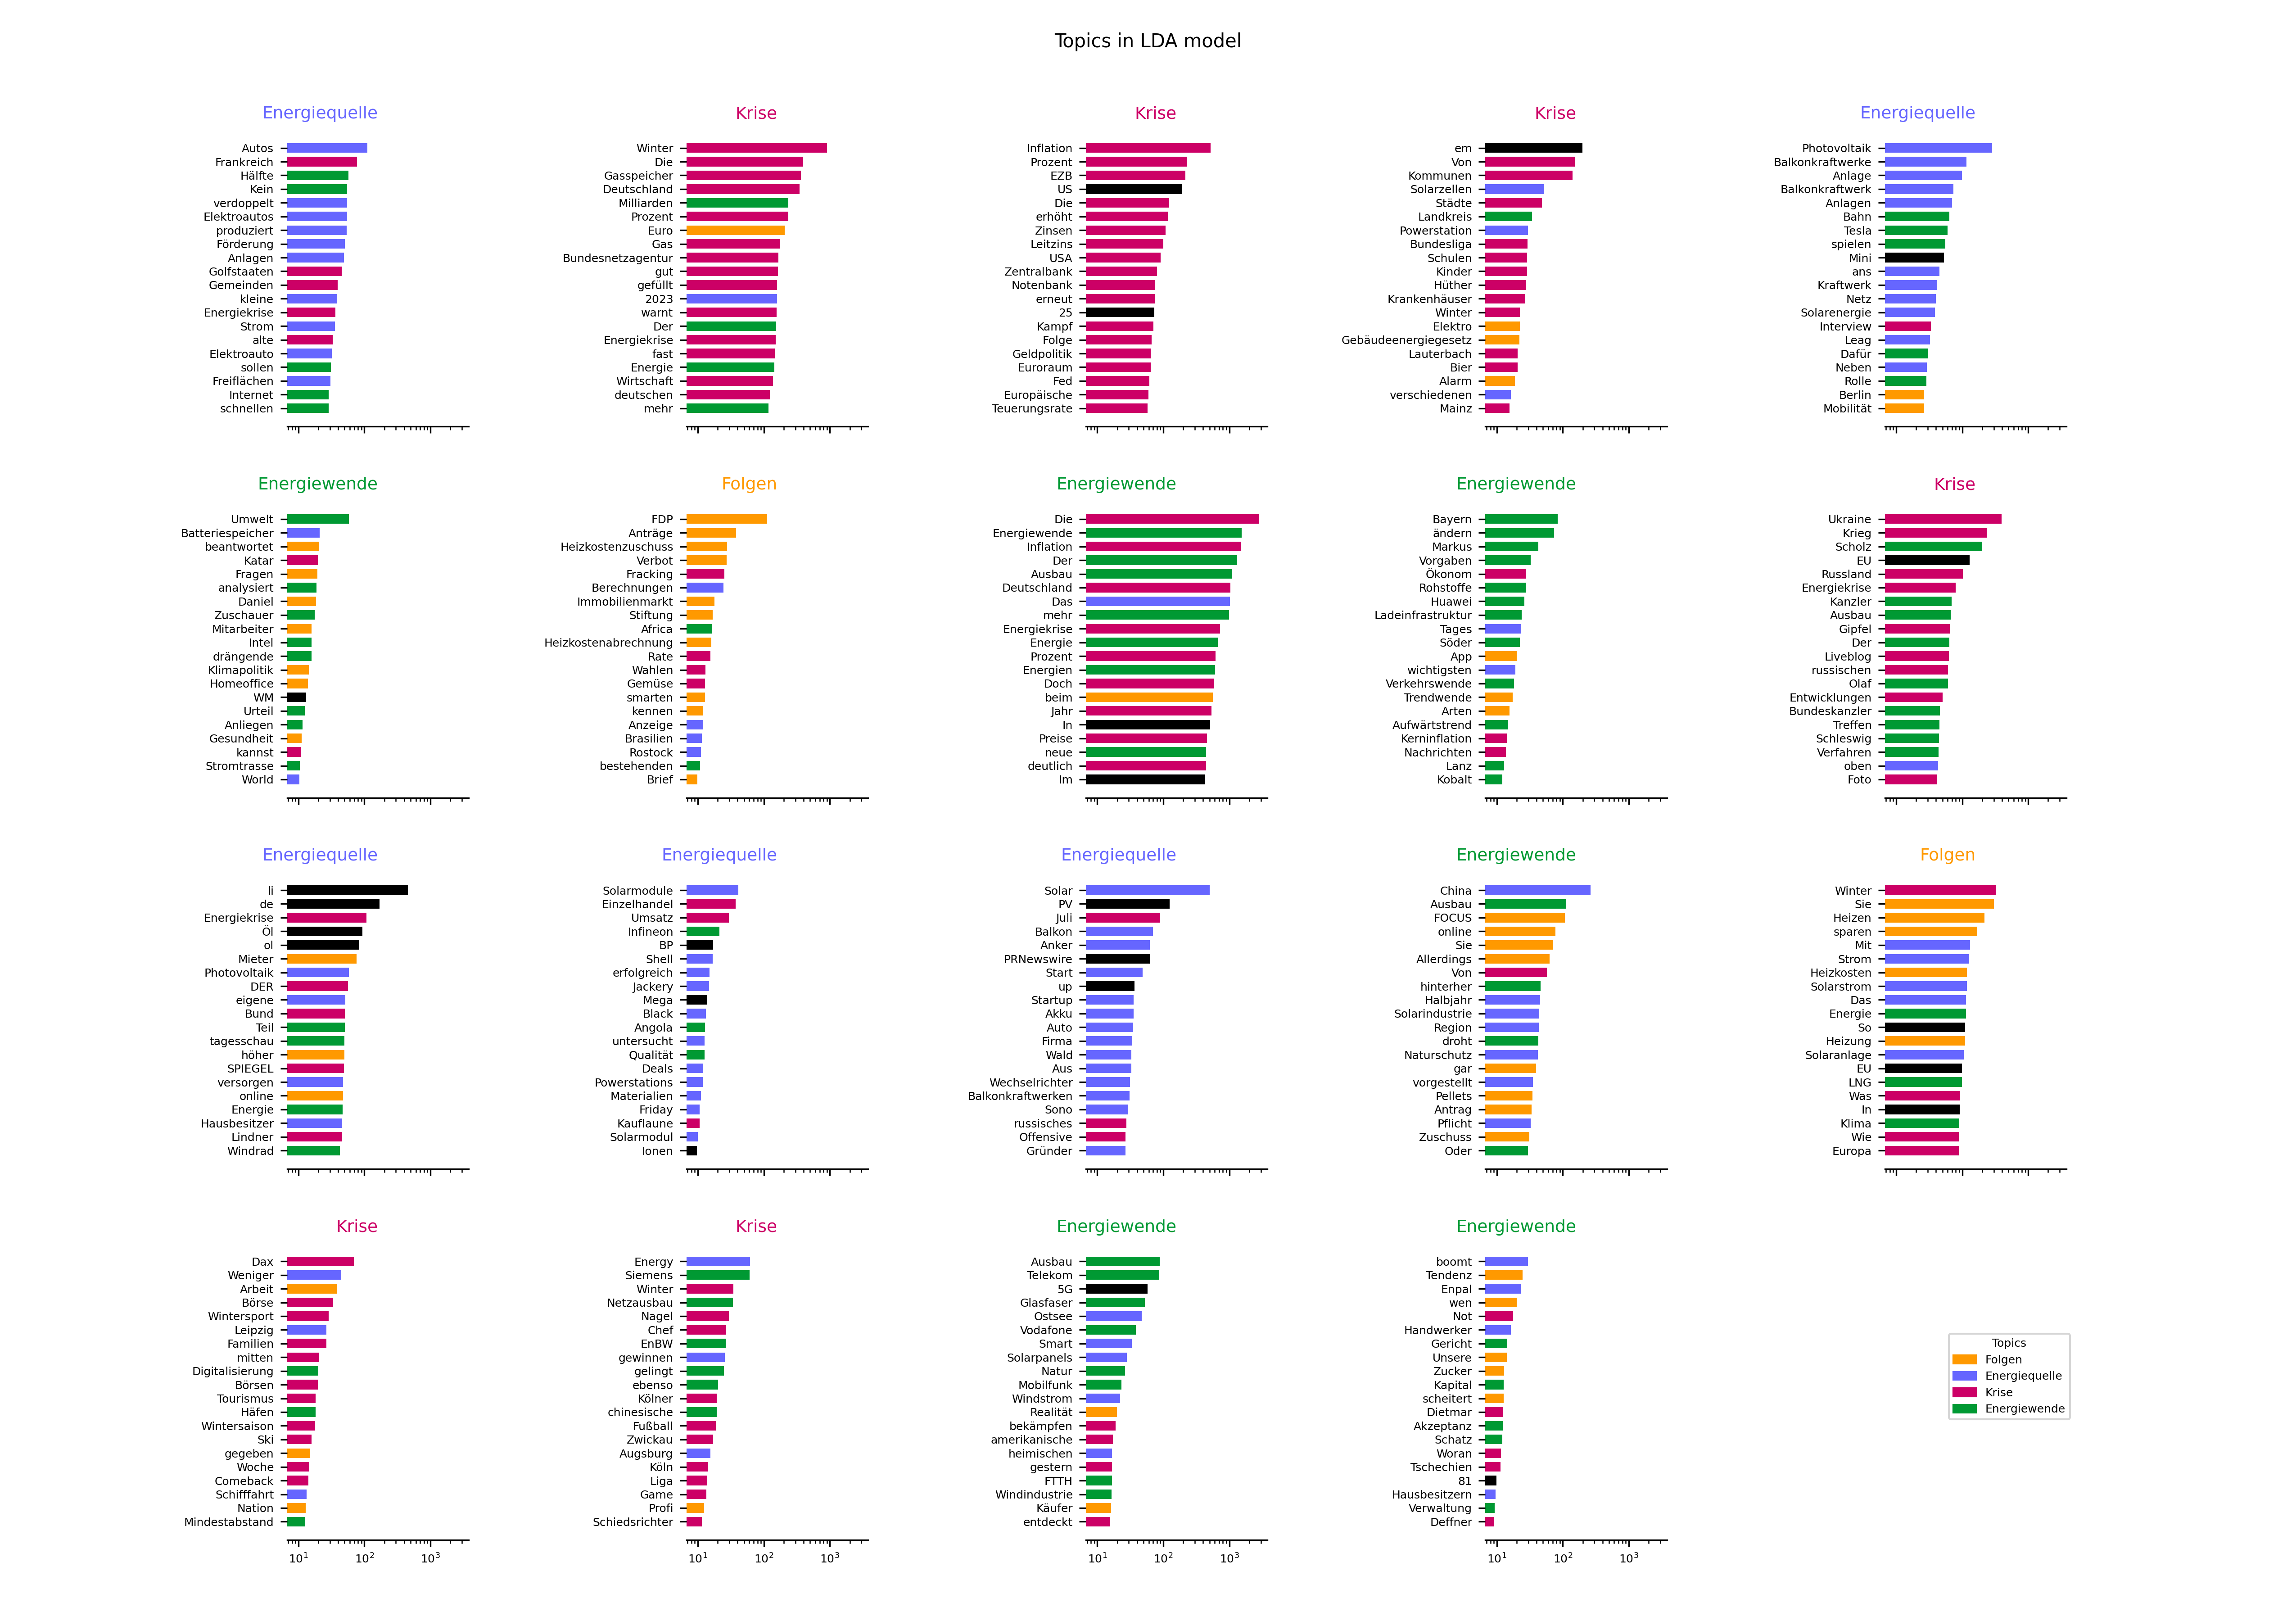 Topics in LDA model
Energiequelle
Autos
Frankreich
Hälfte
Kein
verdoppelt
Elektroautos
produziert
Förderung
Anlagen
Golfstaaten
Gemeinden
kleine
Energiekrise
Strom
alte
Elektroauto
sollen
Freiflächen
Internet
schnellen
Krise
Winter
Die
Gasspeicher
Deutschland
Milliarden
Prozent
Euro
Gas
Bundesnetzagentur
gut
gefüllt
2023
warnt
Der
Energiekrise
fast
Energie
Wirtschaft
deutschen
mehr
Krise
Inflation
Prozent
EZB
US
Die
erhöht
Zinsen
Leitzins
USA
Zentralbank
Notenbank
erneut
25
Kampf
Folge
Geldpolitik
Euroraum
Fed
Europäische
Teuerungsrate
Krise
em
Von
Kommunen
Solarzellen
Städte
Landkreis
Powerstation
Bundesliga
Schulen
Kinder
Hüther
Krankenhäuser
Winter
Elektro
Gebäudeenergiegesetz
Lauterbach
Bier
Alarm
verschiedenen
Mainz
Energiequelle
Photovoltaik
Balkonkraftwerke
Anlage
Balkonkraftwerk
Anlagen
Bahn
Tesla
spielen
Mini
ans
Kraftwerk
Netz
Solarenergie
Interview
Leag
Dafür
Neben
Rolle
Berlin
Mobilität
Energiewende
Umwelt
Batteriespeicher
beantwortet
Katar
Fragen
analysiert
Daniel
Zuschauer
Mitarbeiter
Intel
drängende
Klimapolitik
Homeoffice
WM
Urteil
Anliegen
Gesundheit
kannst
Stromtrasse
World
Folgen
FDP
Anträge
Heizkostenzuschuss
Verbot
Fracking
Berechnungen
Immobilienmarkt
Stiftung
Africa
Heizkostenabrechnung
Rate
Wahlen
Gemüse
smarten
kennen
Anzeige
Brasilien
Rostock
bestehenden
Brief
Energiewende
Die
Energiewende
Inflation
Der
Ausbau
Deutschland
Das
mehr
Energiekrise
Energie
Prozent
Energien
Doch
beim
Jahr
In
Preise
neue
deutlich
Im
Energiewende
Bayern
ändern
Markus
Vorgaben
Ökonom
Rohstoffe
Huawei
Ladeinfrastruktur
Tages
Söder
App
wichtigsten
Verkehrswende
Trendwende
Arten
Aufwärtstrend
Kerninflation
Nachrichten
Lanz
Kobalt
Krise
Ukraine
Krieg
Scholz
EU
Russland
Energiekrise
Kanzler
Ausbau
Gipfel
Der
Liveblog
russischen
Olaf
Entwicklungen
Bundeskanzler
Treffen
Schleswig
Verfahren
oben
Foto
Energiequelle
li
de
Energiekrise
Öl
ol
Mieter
Photovoltaik
DER
eigene
Bund
Teil
tagesschau
höher
SPIEGEL
versorgen
online
Energie
Hausbesitzer
Lindner
Windrad
Energiequelle
Solarmodule
Einzelhandel
Umsatz
Infineon
BP
Shell
erfolgreich
Jackery
Mega
Black
Angola
untersucht
Qualität
Deals
Powerstations
Materialien
Friday
Kauflaune
Solarmodul
Ionen
Energiequelle
Solar
PV
Juli
Balkon
Anker
PRNewswire
Start
up
Startup
Akku
Auto
Firma
Wald
Aus
Wechselrichter
Balkonkraftwerken
Sono
russisches
Offensive
Gründer
Energiewende
China
Ausbau
FOCUS
online
Sie
Allerdings
Von
hinterher
Halbjahr
Solarindustrie
Region
droht
Naturschutz
gar
vorgestellt
Pellets
Antrag
Pflicht
Zuschuss
Oder
Folgen
Winter
Sie
Heizen
sparen
Mit
Strom
Heizkosten
Solarstrom
Das
Energie
So
Heizung
Solaranlage
EU
LNG
Was
In
Klima
Wie
Europa
Krise
Dax
Weniger
Arbeit
Börse
Wintersport
Leipzig
Familien
mitten
Digitalisierung
Börsen
Tourismus
Häfen
Wintersaison
Ski
gegeben
Woche
Comeback
Schifffahrt
Nation
Mindestabstand
10¹ 10² 10³
Krise
Energy
Siemens
Winter
Netzausbau
Nagel
Chef
EnBW
gewinnen
gelingt
ebenso
Kölner
chinesische
Fußball
Zwickau
Augsburg
Köln
Liga
Game
Profi
Schiedsrichter
10¹ 10² 10³
Energiewende
Ausbau
Telekom
5G
Glasfaser
Ostsee
Vodafone
Smart
Solarpanels
Natur
Mobilfunk
Windstrom
Realität
bekämpfen
amerikanische
heimischen
gestern
FTTH
Windindustrie
Käufer
entdeckt
10¹ 10² 10³
Energiewende
boomt
Tendenz
Enpal
wen
Not
Handwerker
Gericht
Unsere
Zucker
Kapital
scheitert
Dietmar
Akzeptanz
Schatz
Woran
Tschechien
81
Hausbesitzern
Verwaltung
Deffner
10¹ 10² 10³
Topics
Folgen
Energiequelle
Krise
Energiewende